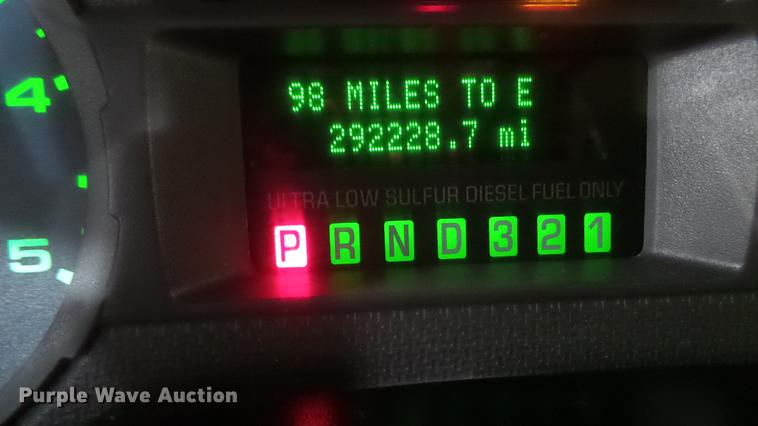 4
98 MILES TO E
292228.7 mi
ULTRA LOW SULFUR DIESEL FUEL ONLY
P R N D 3 2 1
5
Purple Wave Auction